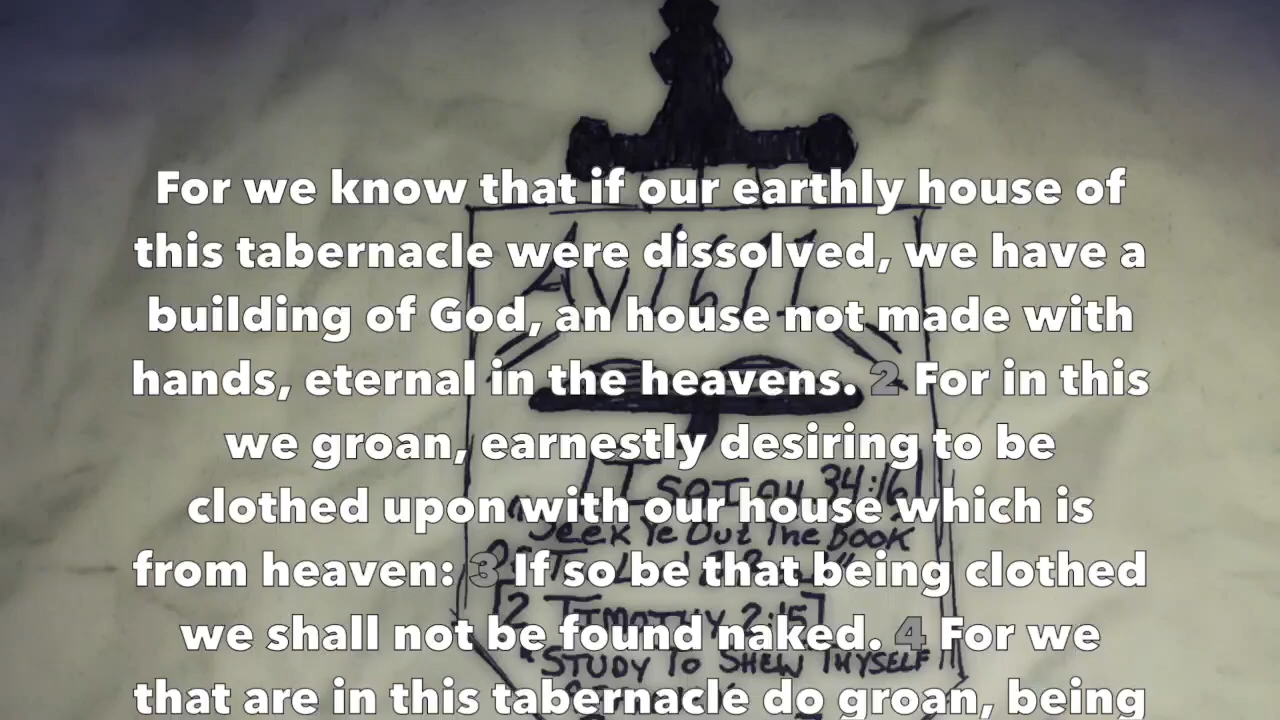 For we know that if our earthly house of
this tabernacle were dissolved, we have a
building of God, an house not made with
hands, eternal in the heavens. 2 For in this
we groan, earnestly desiring to be
clothed upon with our house which is
from heaven: 3 If so be that being clothed
we shall not be found naked. 4 For we
that are in this tabernacle do groan, being
AV1611
[ISaIaH 34:16]
"Seek Ye Out The Book
[2 TIMOTHY 2:15]
"STUDY TO SHEW THYSELF